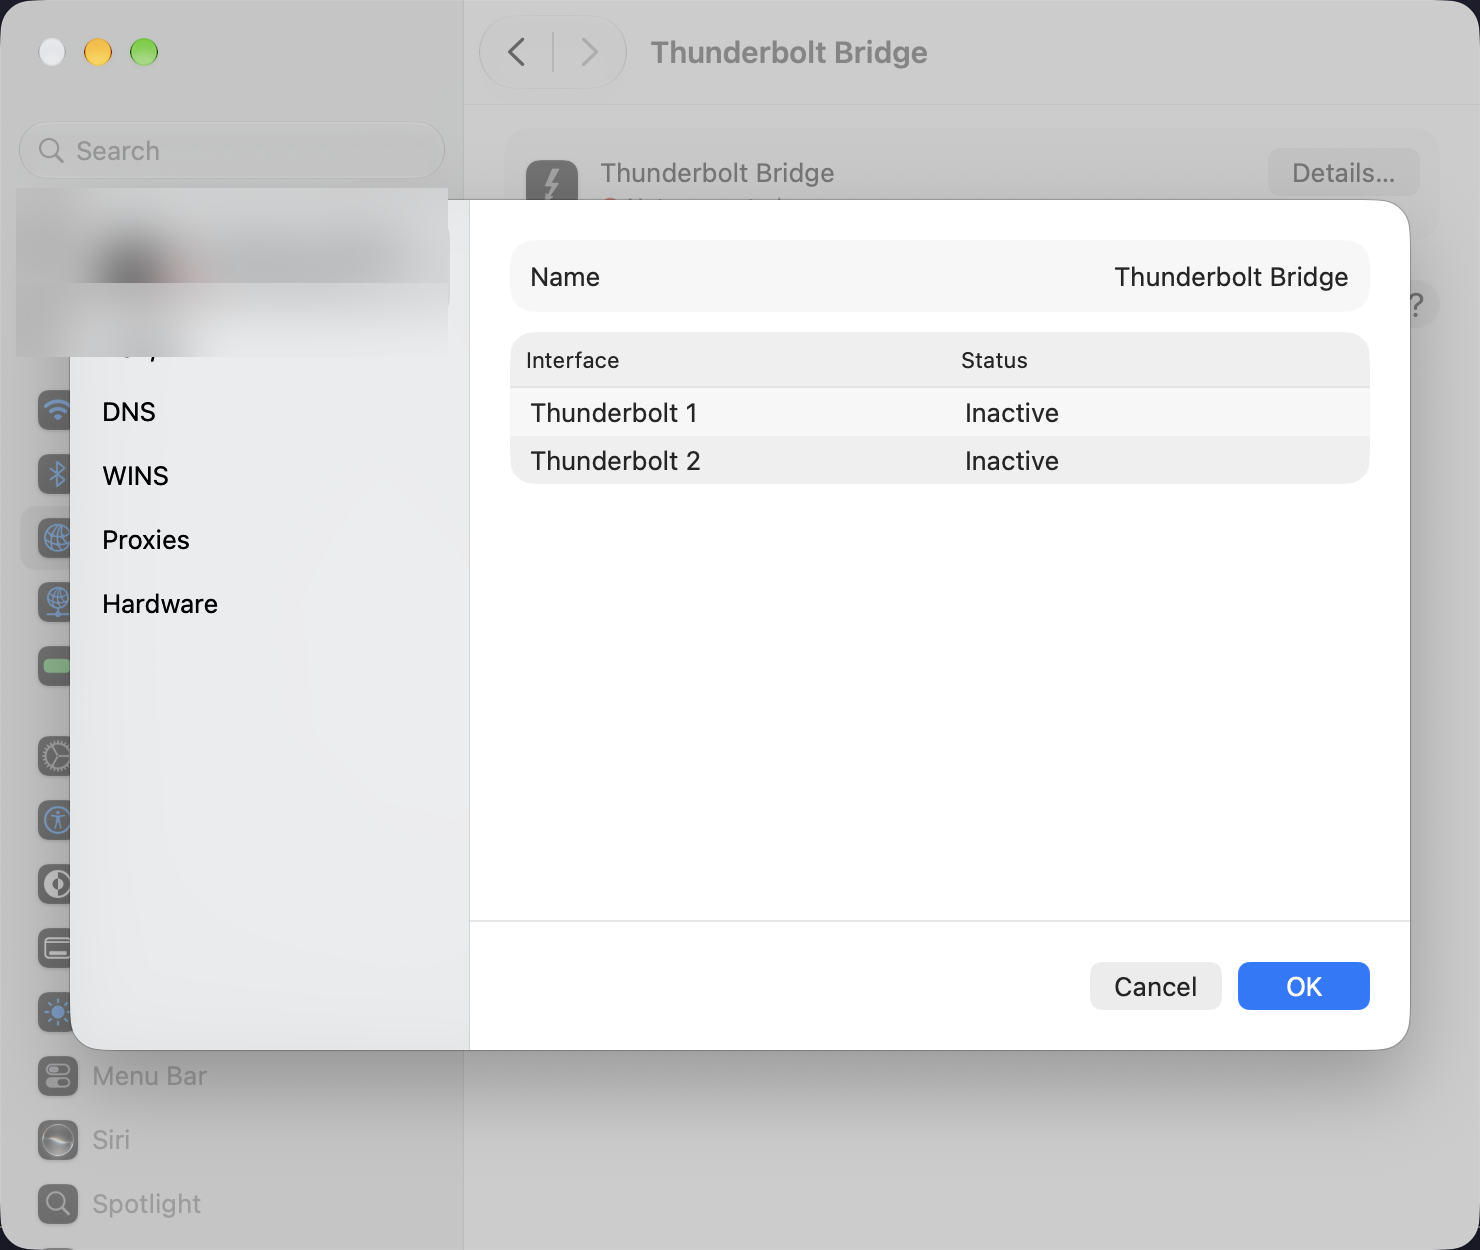 Thunderbolt Bridge
Search
Thunderbolt Bridge
Details...
Name
Thunderbolt Bridge
?
Interface
Status
Thunderbolt 1
Inactive
Thunderbolt 2
Inactive
DNS
WINS
Proxies
Hardware
Cancel
OK
Menu Bar
Siri
Spotlight